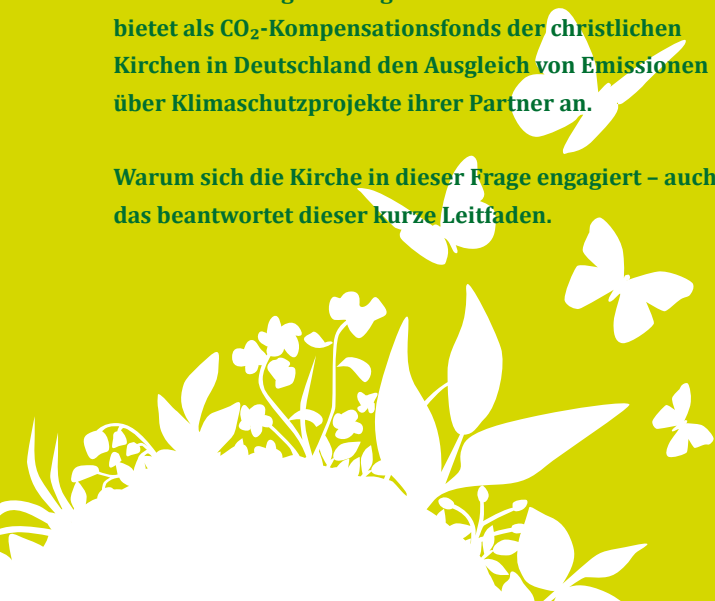 bietet als CO₂-Kompensationsfonds der christlichen
Kirchen in Deutschland den Ausgleich von Emissionen
über Klimaschutzprojekte ihrer Partner an.
Warum sich die Kirche in dieser Frage engagiert – auch
das beantwortet dieser kurze Leitfaden.